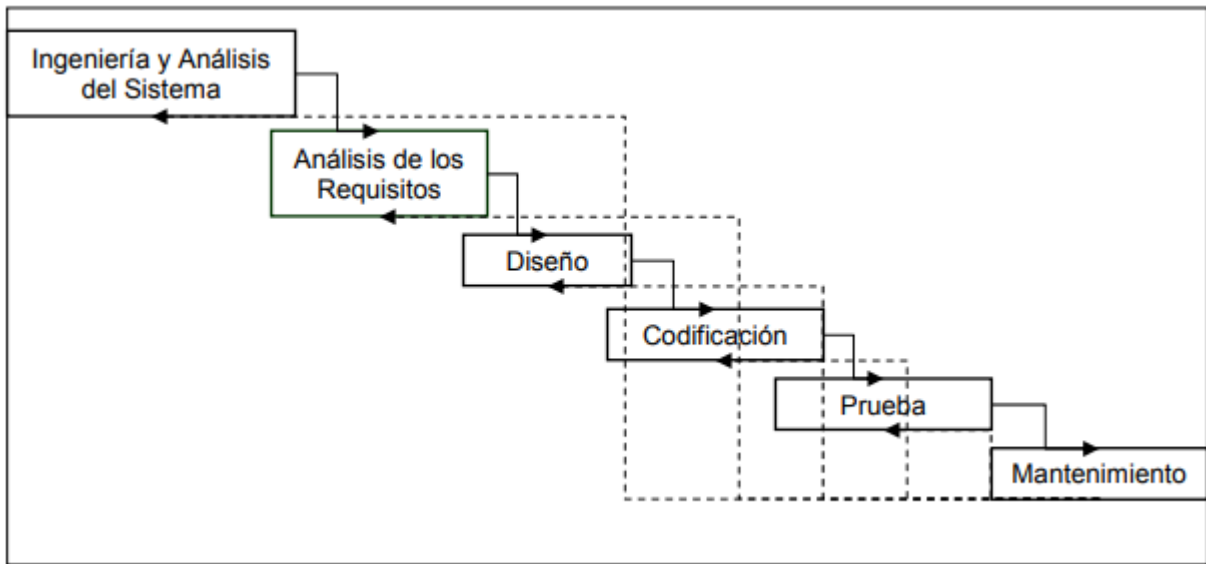 Ingeniería y Análisis
del Sistema
Análisis de los
Requisitos
Diseño
Codificación
Prueba
Mantenimiento